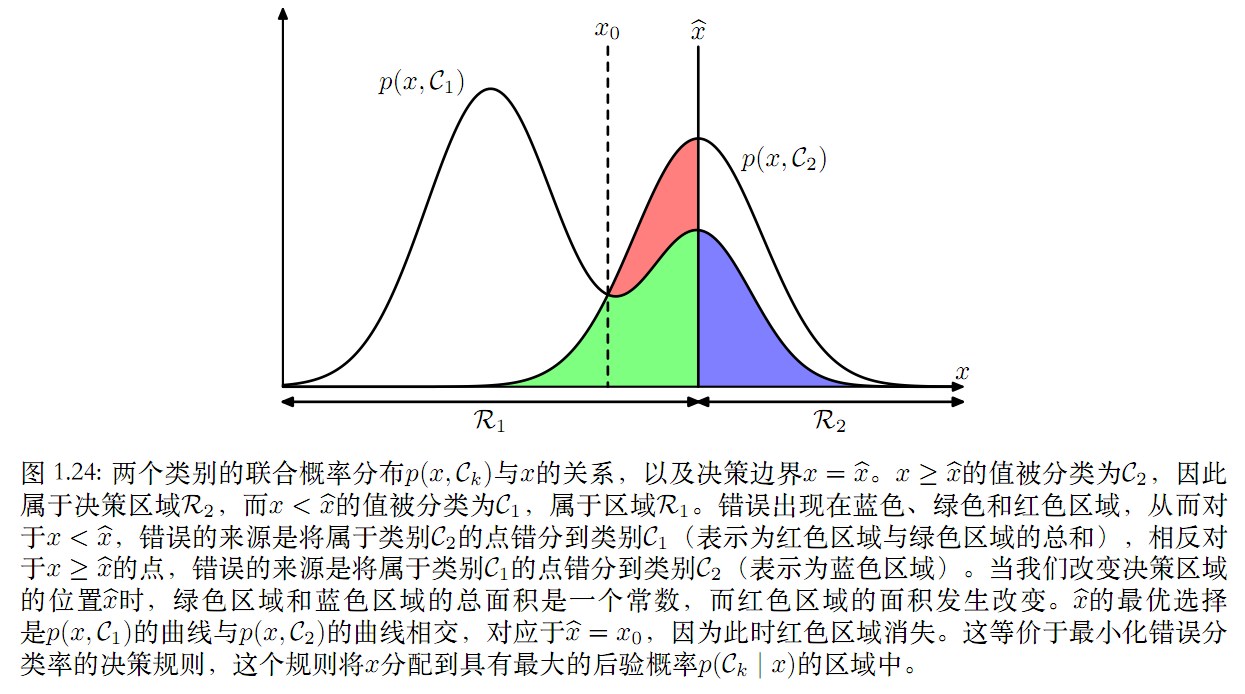 x₀
x̂
p(x, 𝒞₁)
p(x, 𝒞₂)
x
ℛ₁
ℛ₂
图 1.24: 两个类别的联合概率分布p(x, 𝒞ₖ)与x的关系，以及决策边界x = x̂。x ≥ x̂的值被分类为𝒞₂，因此
属于决策区域ℛ₂，而x < x̂的值被分类为𝒞₁，属于区域ℛ₁。错误出现在蓝色、绿色和红色区域，从而对
于x < x̂，错误的来源是将属于类别𝒞₂的点错分到类别𝒞₁（表示为红色区域与绿色区域的总和），相反对
于x ≥ x̂的点，错误的来源是将属于类别𝒞₁的点错分到类别𝒞₂（表示为蓝色区域）。当我们改变决策区域
的位置x̂时，绿色区域和蓝色区域的总面积是一个常数，而红色区域的面积发生改变。x̂的最优选择
是p(x, 𝒞₁)的曲线与p(x, 𝒞₂)的曲线相交，对应于x̂ = x₀，因为此时红色区域消失。这等价于最小化错误分
类率的决策规则，这个规则将x分配到具有最大的后验概率p(𝒞ₖ | x)的区域中。